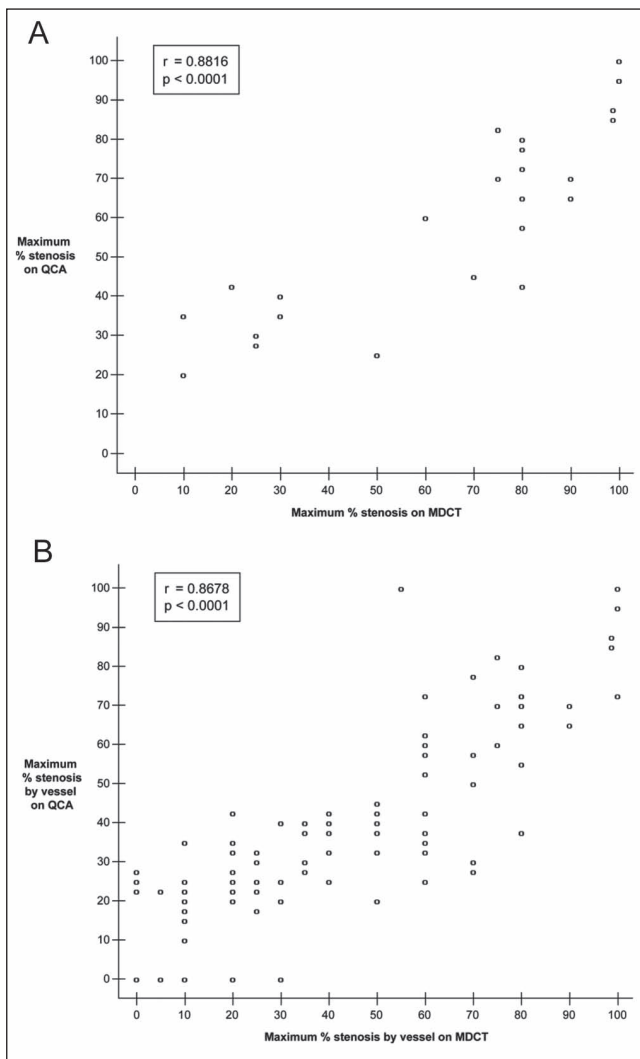 A
r = 0.8816
p < 0.0001
100
90
80
70
60
50
40
30
20
10
0
Maximum
% stenosis
on QCA
0 10 20 30 40 50 60 70 80 90 100
Maximum % stenosis on MDCT
B
r = 0.8678
p < 0.0001
100
90
80
70
60
50
40
30
20
10
0
Maximum
% stenosis
by vessel
on QCA
0 10 20 30 40 50 60 70 80 90 100
Maximum % stenosis by vessel on MDCT